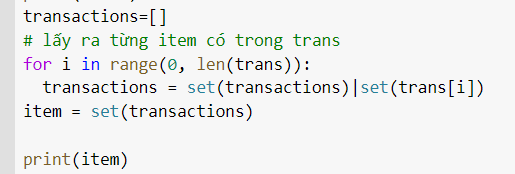 transactions=[]
# lấy ra từng item có trong trans
for i in range(0, len(trans)):
  transactions = set(transactions)|set(trans[i])
item = set(transactions)

print(item)